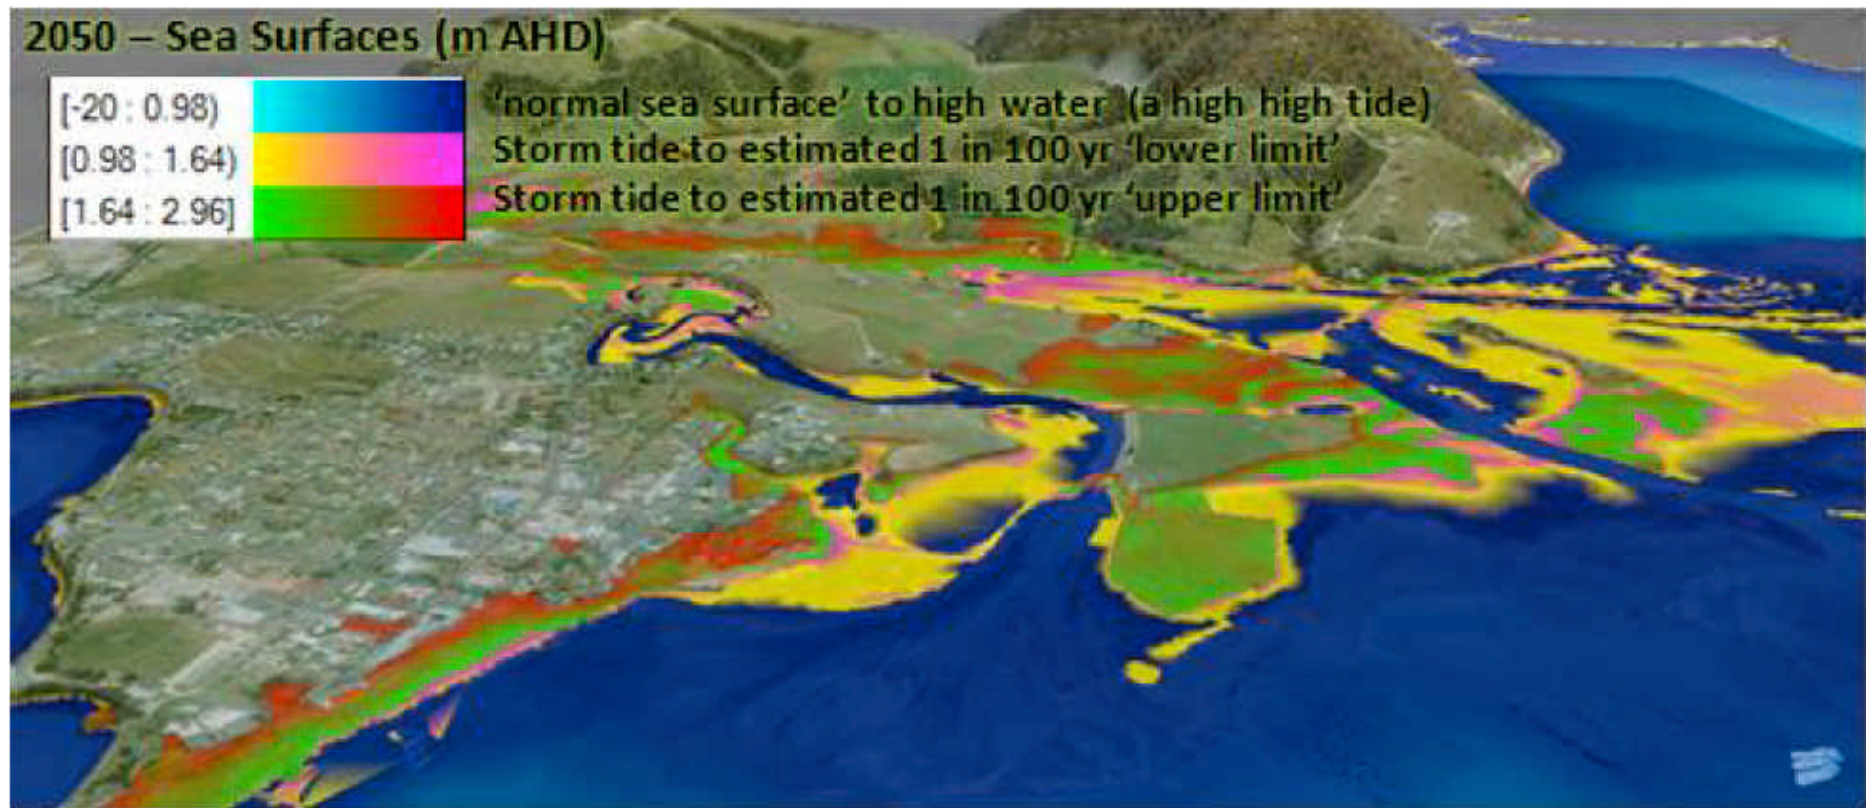 2050 – Sea Surfaces (m AHD)
[-20 : 0.98) 'normal sea surface' to high water (a high high tide)
[0.98 : 1.64) Storm tide to estimated 1 in 100 yr 'lower limit'
[1.64 : 2.96] Storm tide to estimated 1 in 100 yr 'upper limit'